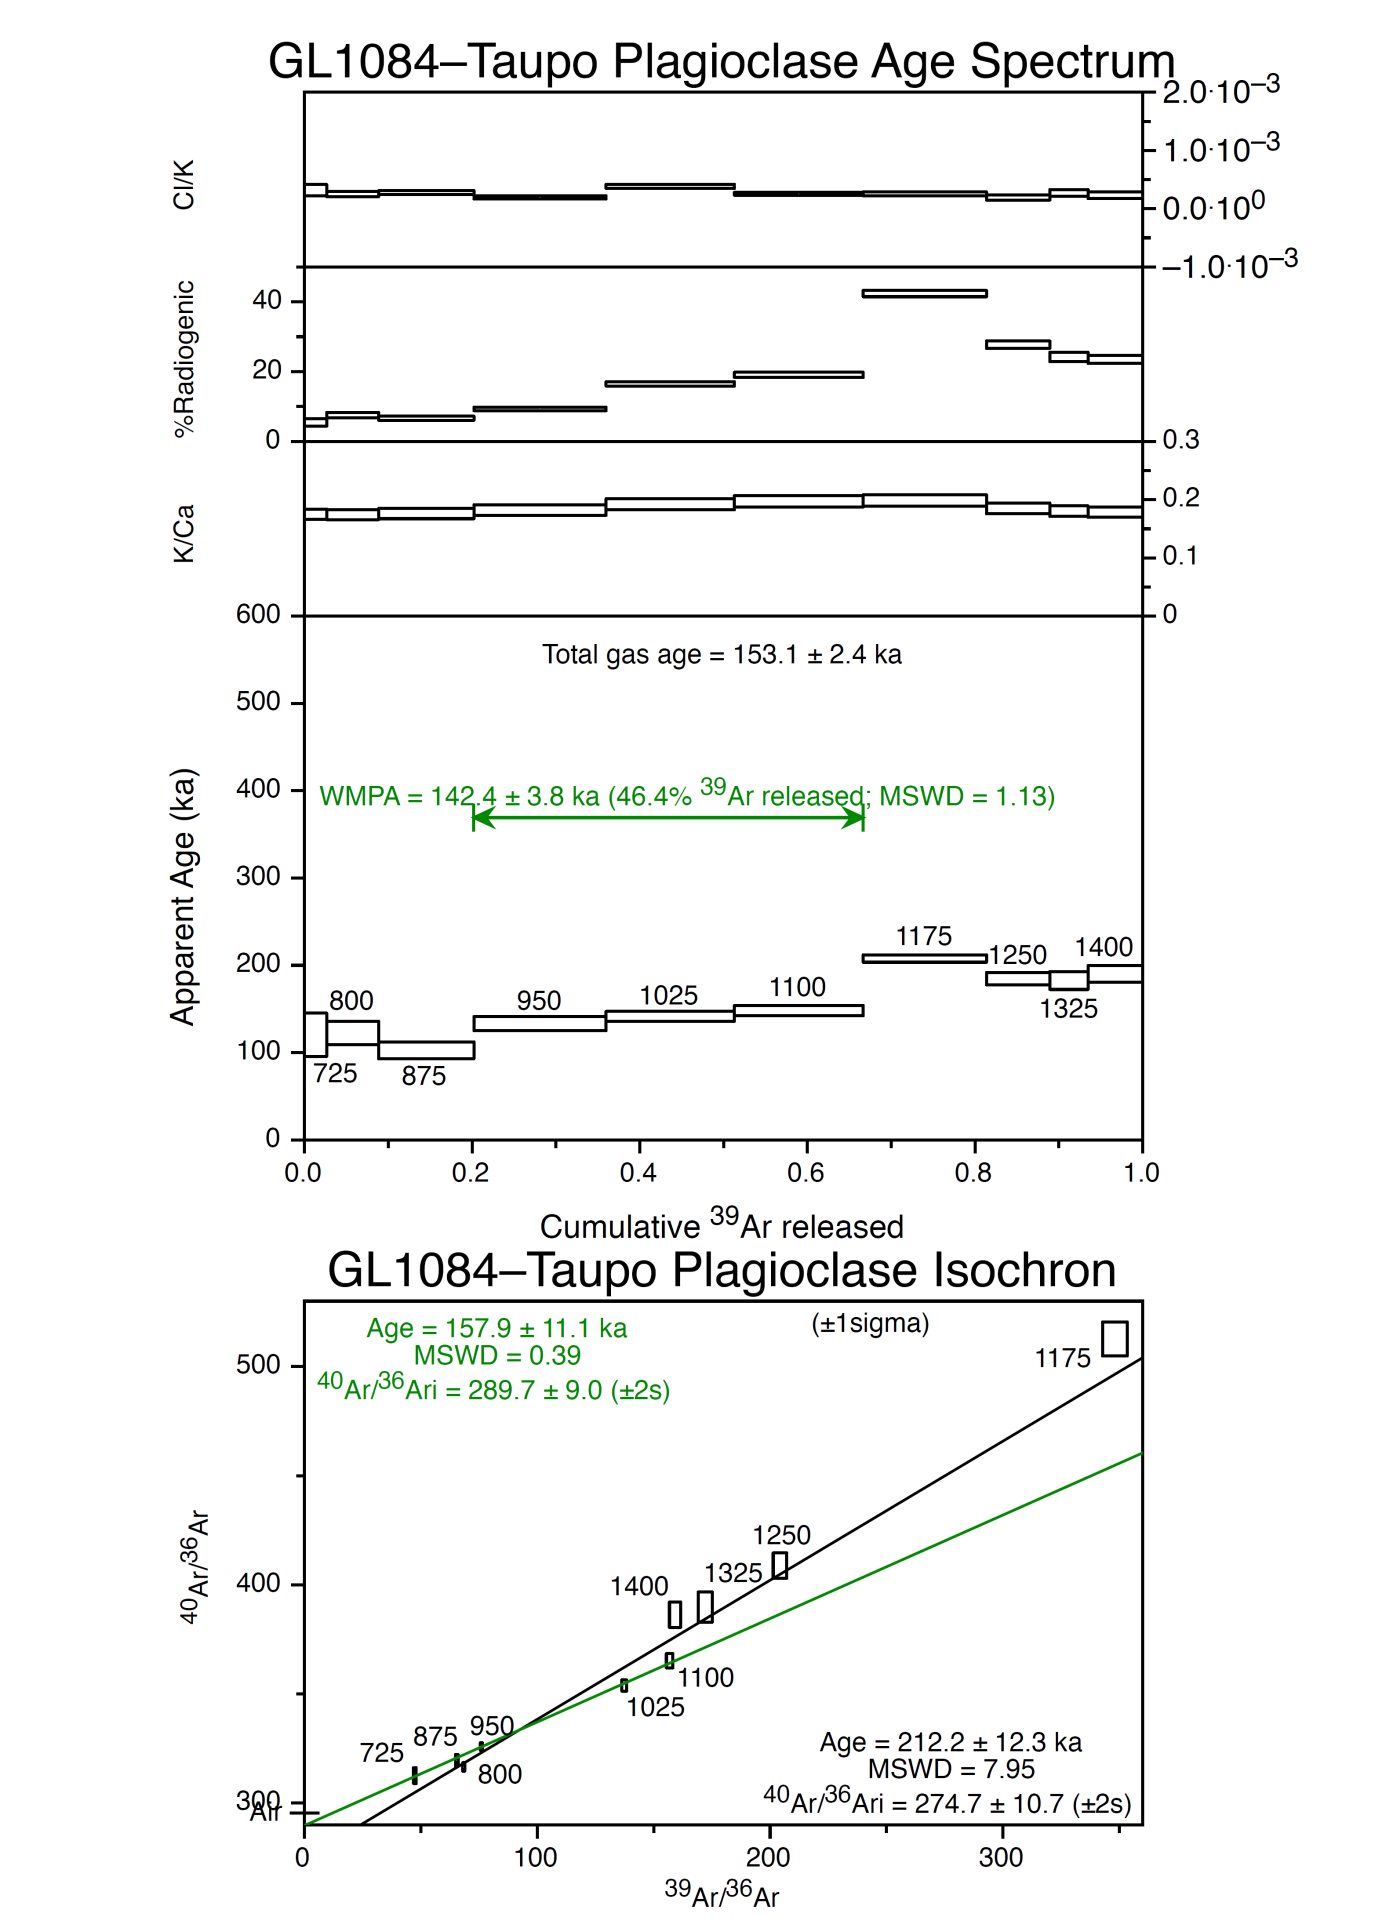 GL1084–Taupo Plagioclase Age Spectrum
2.0·10–3
1.0·10–3
0.0·100
–1.0·10–3
Cl/K
40
20
0
%Radiogenic
0.3
0.2
0.1
0
K/Ca
600
500
400
300
200
100
0
Apparent Age (ka)
Total gas age = 153.1 ± 2.4 ka
WMPA = 142.4 ± 3.8 ka (46.4% 39Ar released; MSWD = 1.13)
725
800
875
950
1025
1100
1175
1250
1325
1400
0.0 0.2 0.4 0.6 0.8 1.0
Cumulative 39Ar released
GL1084–Taupo Plagioclase Isochron
Age = 157.9 ± 11.1 ka
MSWD = 0.39
40Ar/36Ari = 289.7 ± 9.0 (±2s)
(±1sigma)
1175
500
400
300
Air
40Ar/36Ar
1250
1325
1400
1100
1025
950
875
725
800
Age = 212.2 ± 12.3 ka
MSWD = 7.95
40Ar/36Ari = 274.7 ± 10.7 (±2s)
0 100 200 300
39Ar/36Ar